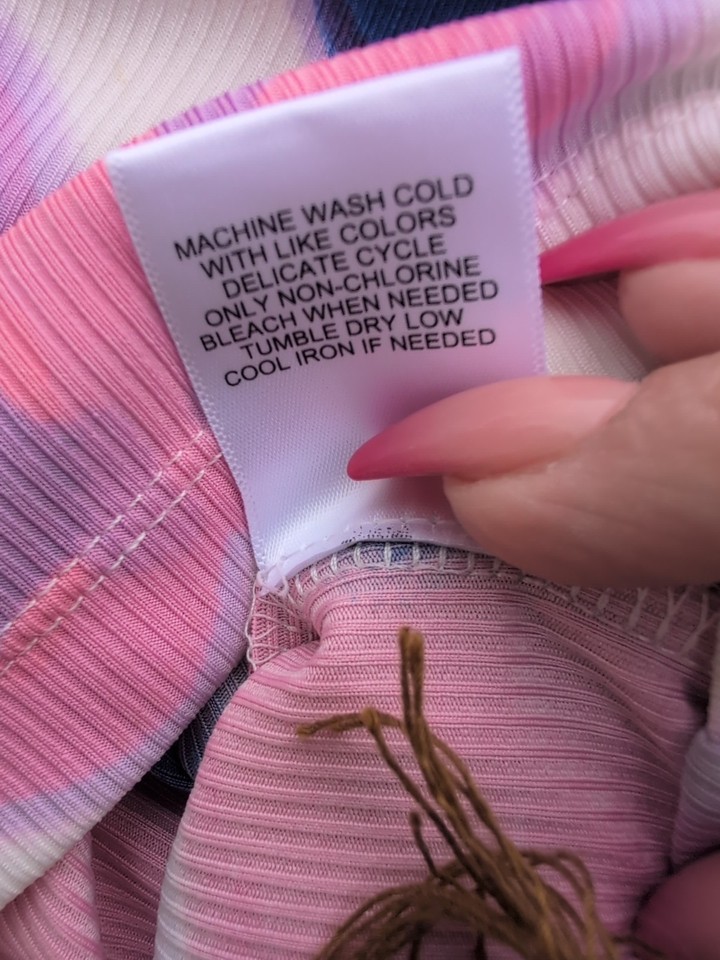 MACHINE WASH COLD
WITH LIKE COLORS
DELICATE CYCLE
ONLY NON-CHLORINE
BLEACH WHEN NEEDED
TUMBLE DRY LOW
COOL IRON IF NEEDED